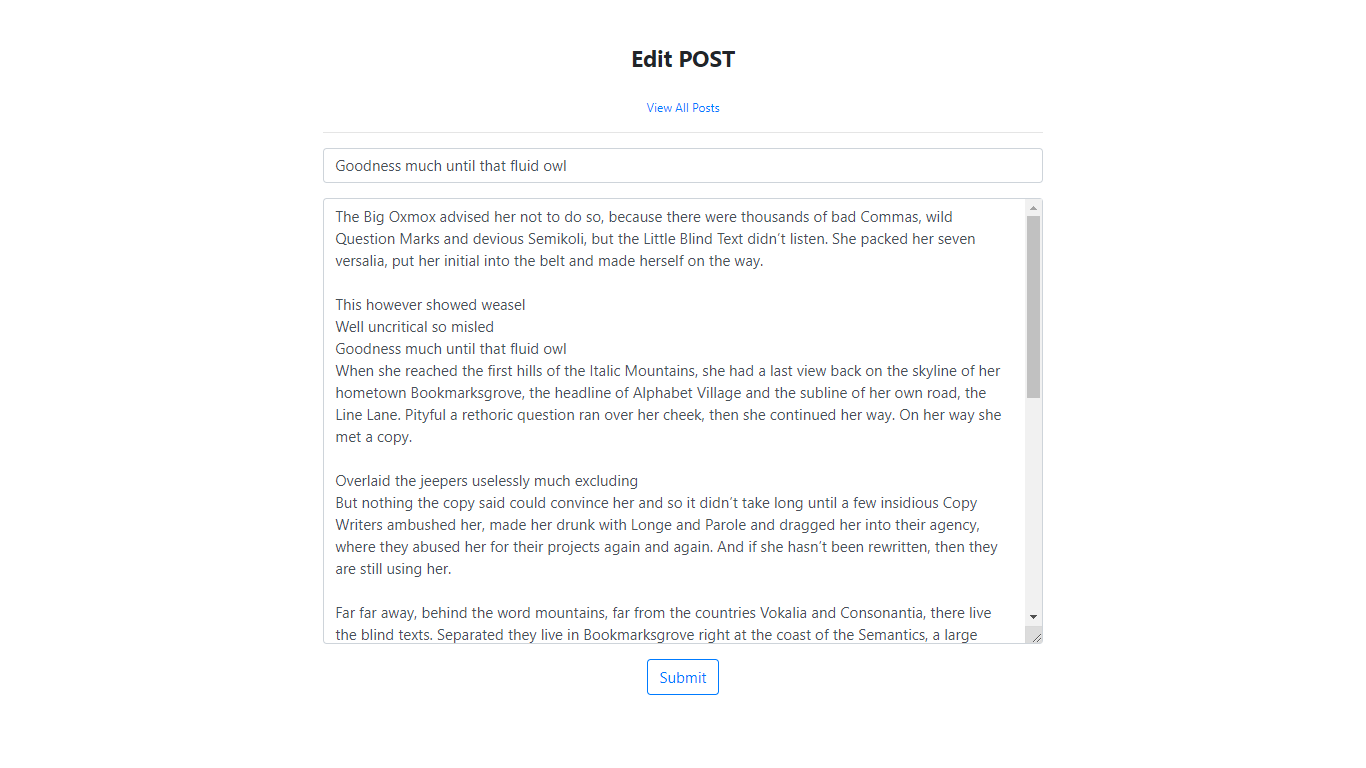 Edit POST
View All Posts
Goodness much until that fluid owl
The Big Oxmox advised her not to do so, because there were thousands of bad Commas, wild
Question Marks and devious Semikoli, but the Little Blind Text didn’t listen. She packed her seven
versalia, put her initial into the belt and made herself on the way.
This however showed weasel
Well uncritical so misled
Goodness much until that fluid owl
When she reached the first hills of the Italic Mountains, she had a last view back on the skyline of her
hometown Bookmarksgrove, the headline of Alphabet Village and the subline of her own road, the
Line Lane. Pityful a rethoric question ran over her cheek, then she continued her way. On her way she
met a copy.
Overlaid the jeepers uselessly much excluding
But nothing the copy said could convince her and so it didn’t take long until a few insidious Copy
Writers ambushed her, made her drunk with Longe and Parole and dragged her into their agency,
where they abused her for their projects again and again. And if she hasn’t been rewritten, then they
are still using her.
Far far away, behind the word mountains, far from the countries Vokalia and Consonantia, there live
the blind texts. Separated they live in Bookmarksgrove right at the coast of the Semantics, a large
Submit